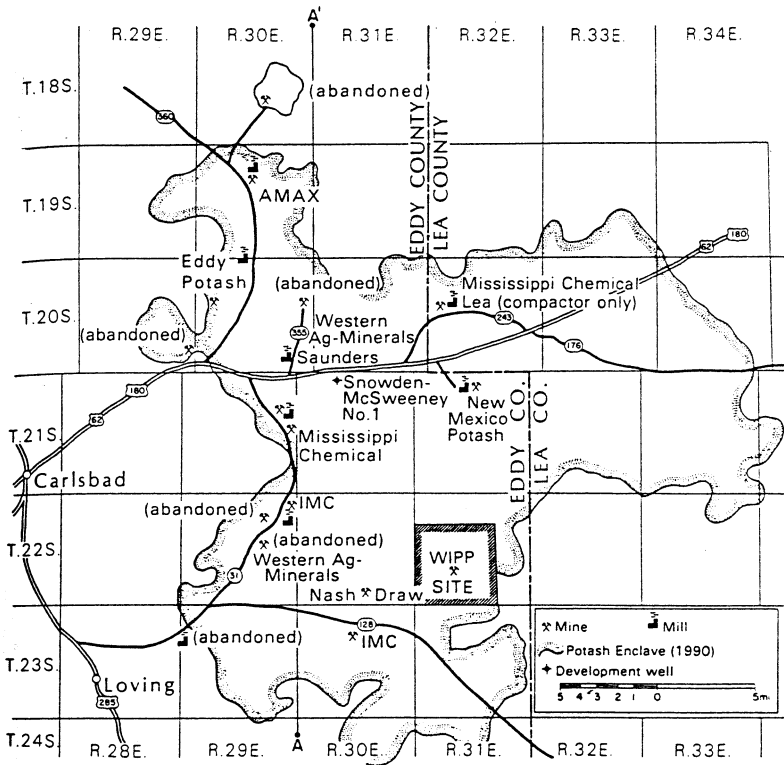 A'
R.29E. R.30E. R.31E. R.32E. R.33E. R.34E.
T.18S.
(abandoned)
360
EDDY COUNTY
LEA COUNTY
T.19S.
AMAX
180
62
Eddy
Potash
(abandoned)
Mississippi Chemical
Lea (compactor only)
T.20S.
(abandoned)
355
Western
Ag-Minerals
Saunders
243
176
180
62
Snowden-
McSweeney
No.1
New
Mexico
Potash
EDDY CO.
LEA CO.
T.21S.
Mississippi
Chemical
Carlsbad
(abandoned)
IMC
(abandoned)
Western Ag-
Minerals
T.22S.
WIPP
SITE
31
Nash Draw
128
(abandoned)
IMC
T.23S.
Loving
285
Mine Mill
Potash Enclave (1990)
Development well
5 4 3 2 1 0 5mi.
T.24S.
R.28E. R.29E. A R.30E. R.31E. R.32E. R.33E.